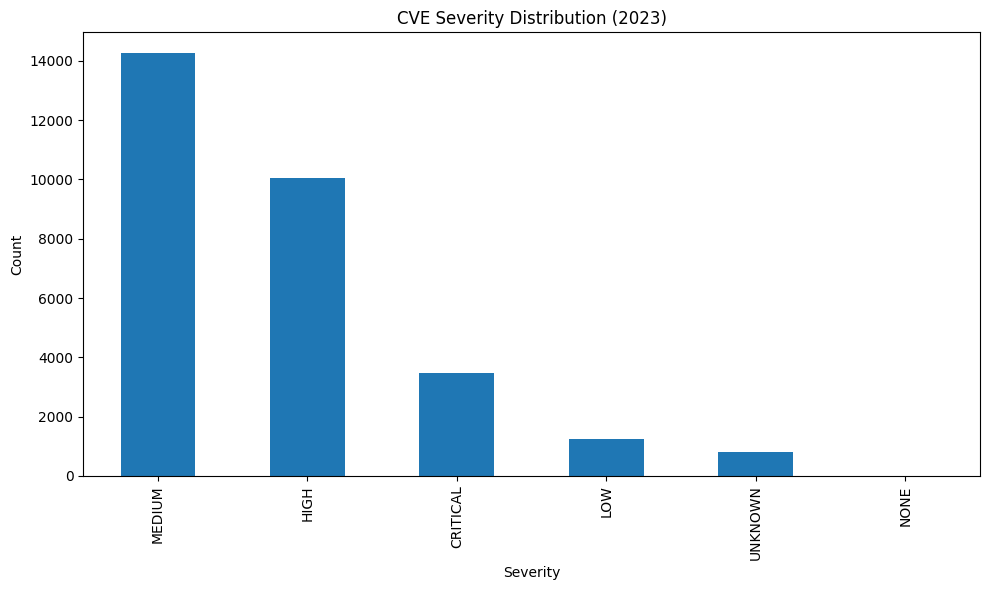 CVE Severity Distribution (2023)
14000
12000
10000
8000
6000
4000
2000
0
Count
MEDIUM
HIGH
CRITICAL
LOW
UNKNOWN
NONE
Severity